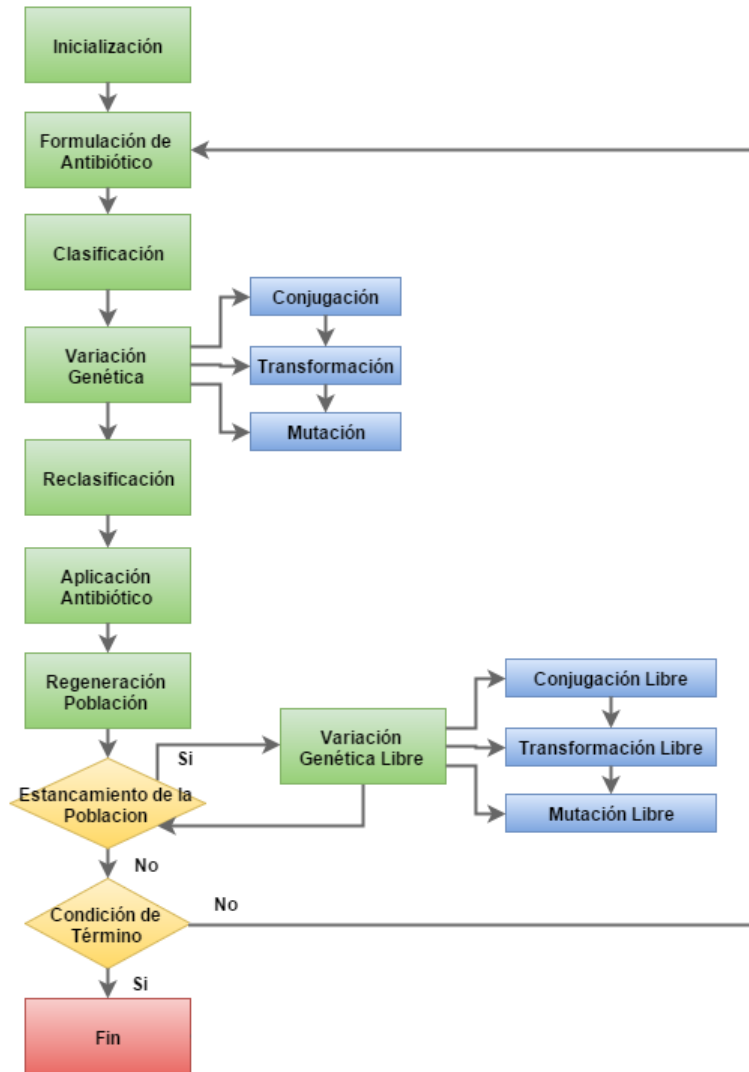 Inicialización
Formulación de
Antibiótico
Clasificación
Variación
Genética
Conjugación
Transformación
Mutación
Reclasificación
Aplicación
Antibiótico
Regeneración
Población
Si
Variación
Genética Libre
Conjugación Libre
Transformación Libre
Mutación Libre
Estancamiento de la
Poblacion
No
Condición de
Término
No
Si
Fin